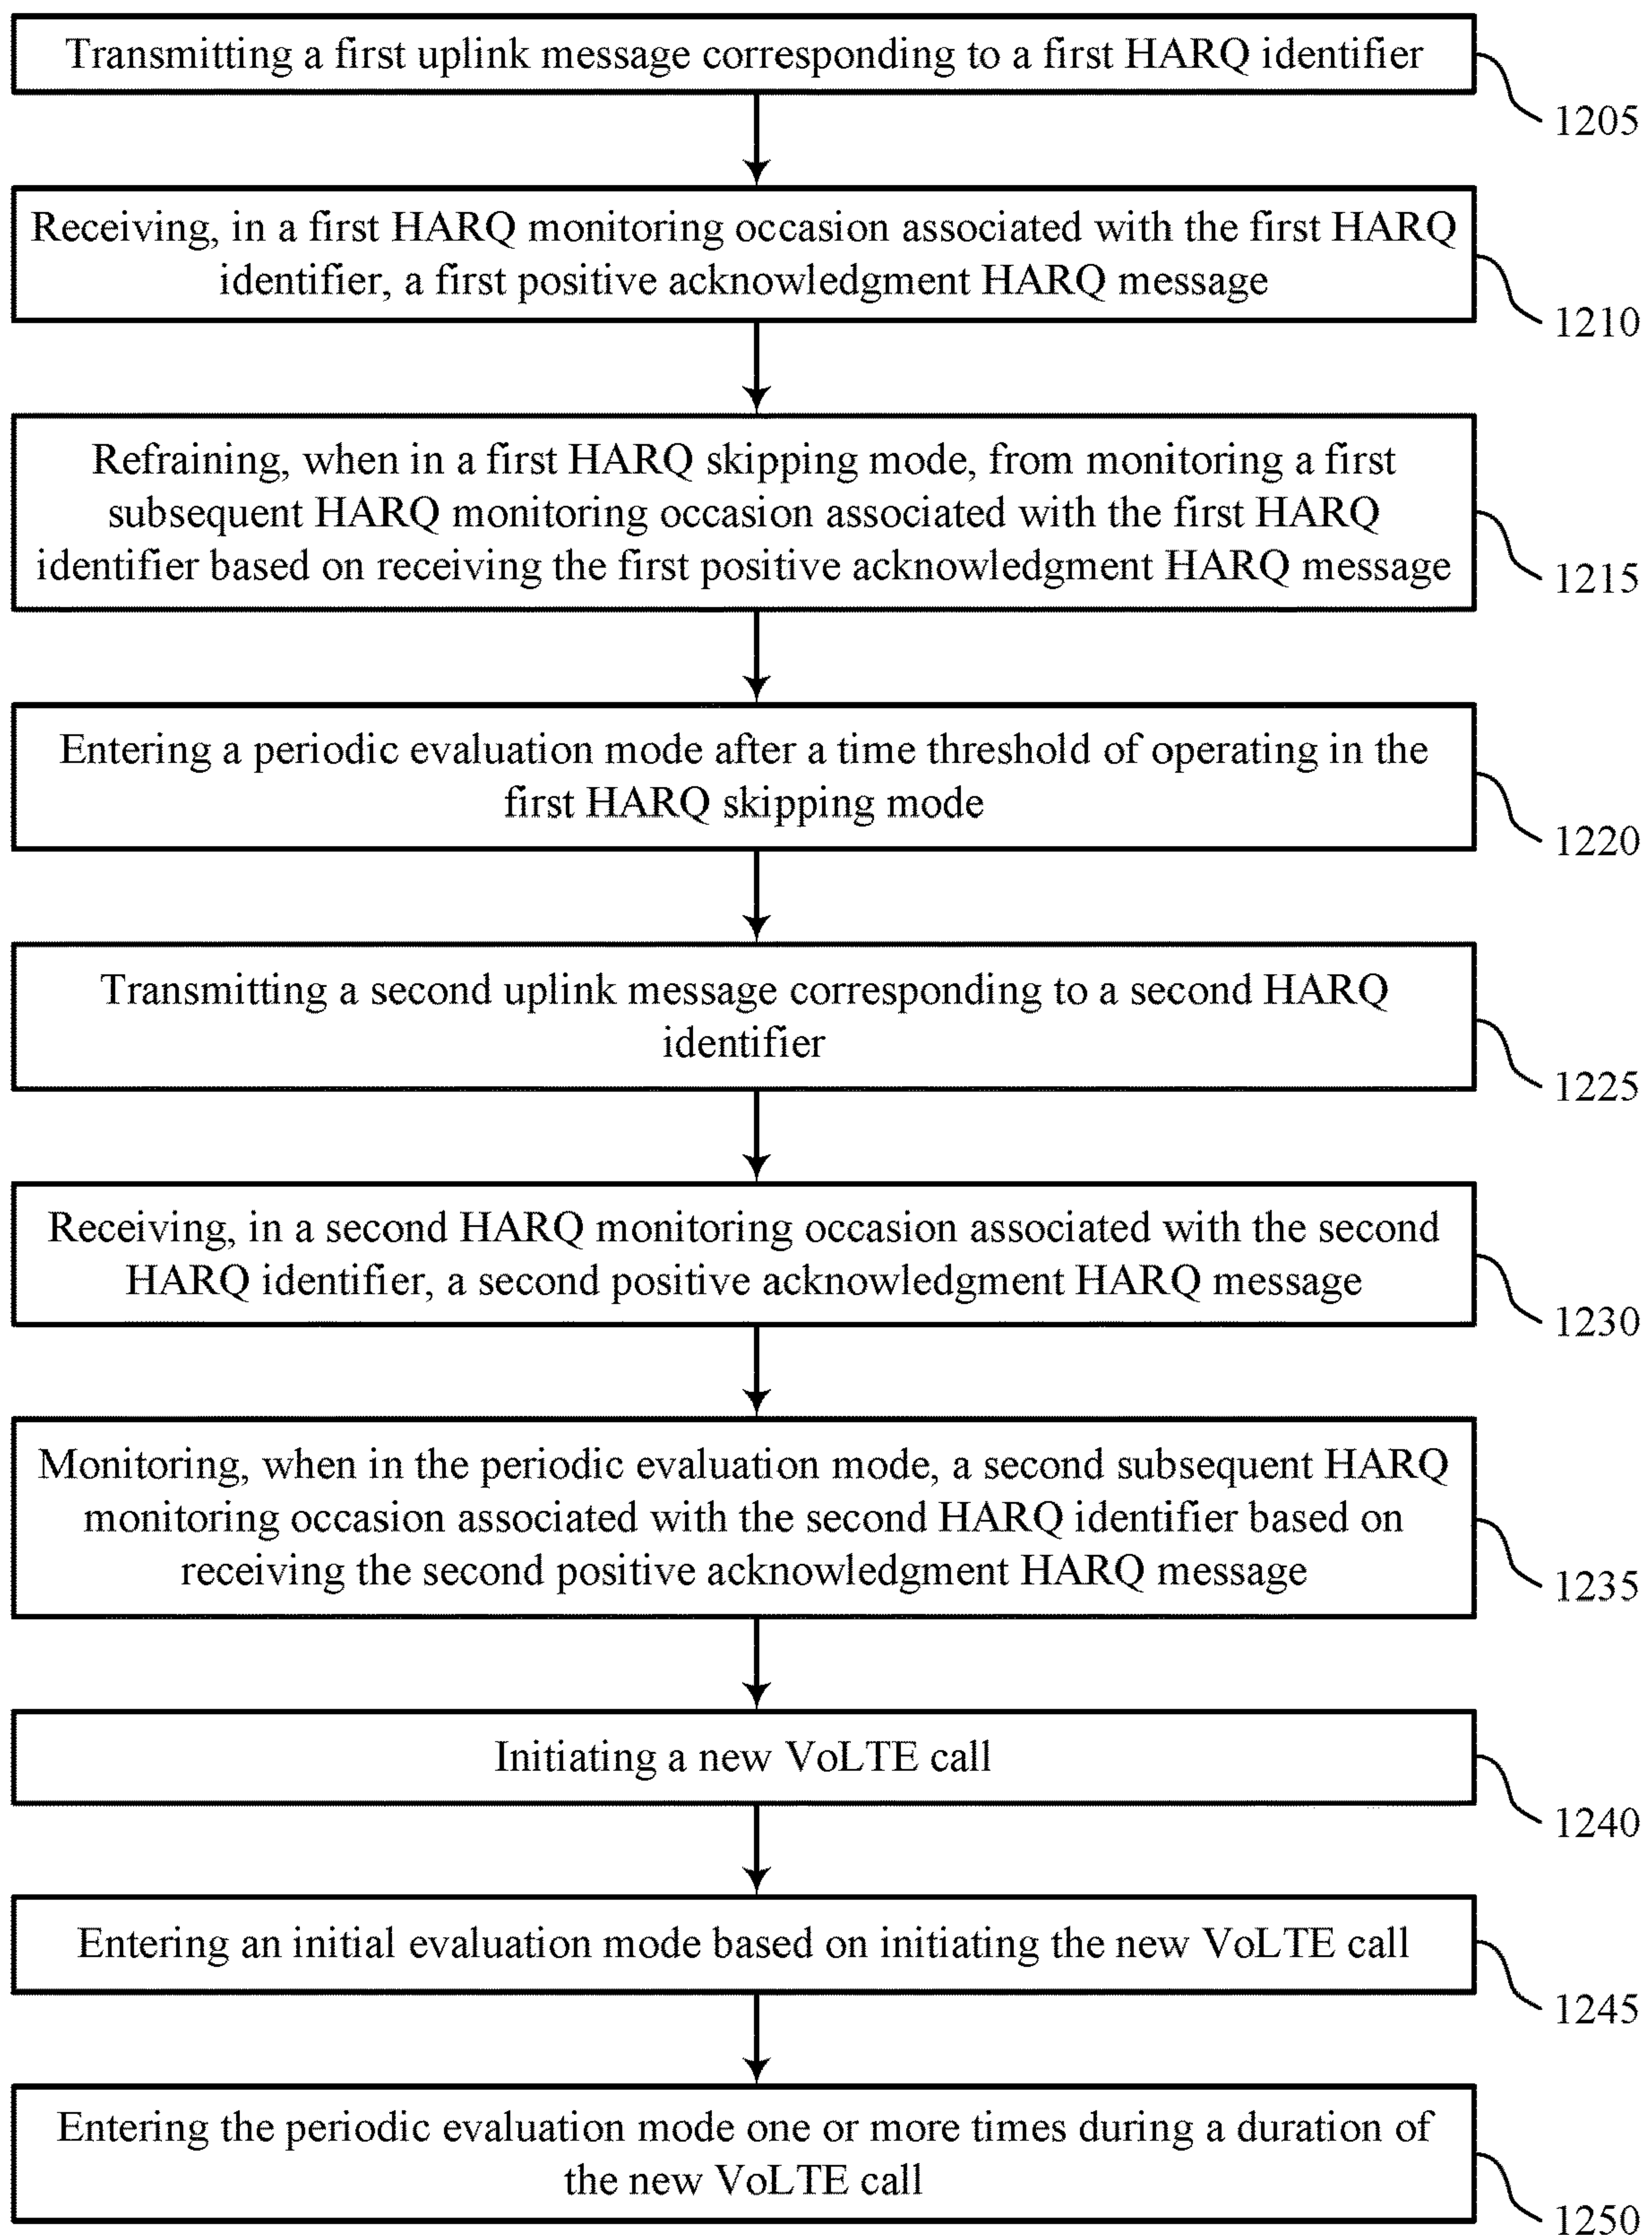 Transmitting a first uplink message corresponding to a first HARQ identifier
1205
Receiving, in a first HARQ monitoring occasion associated with the first HARQ
identifier, a first positive acknowledgment HARQ message
1210
Refraining, when in a first HARQ skipping mode, from monitoring a first
subsequent HARQ monitoring occasion associated with the first HARQ
identifier based on receiving the first positive acknowledgment HARQ message
1215
Entering a periodic evaluation mode after a time threshold of operating in the
first HARQ skipping mode
1220
Transmitting a second uplink message corresponding to a second HARQ
identifier
1225
Receiving, in a second HARQ monitoring occasion associated with the second
HARQ identifier, a second positive acknowledgment HARQ message
1230
Monitoring, when in the periodic evaluation mode, a second subsequent HARQ
monitoring occasion associated with the second HARQ identifier based on
receiving the second positive acknowledgment HARQ message
1235
Initiating a new VoLTE call
1240
Entering an initial evaluation mode based on initiating the new VoLTE call
1245
Entering the periodic evaluation mode one or more times during a duration of
the new VoLTE call
1250